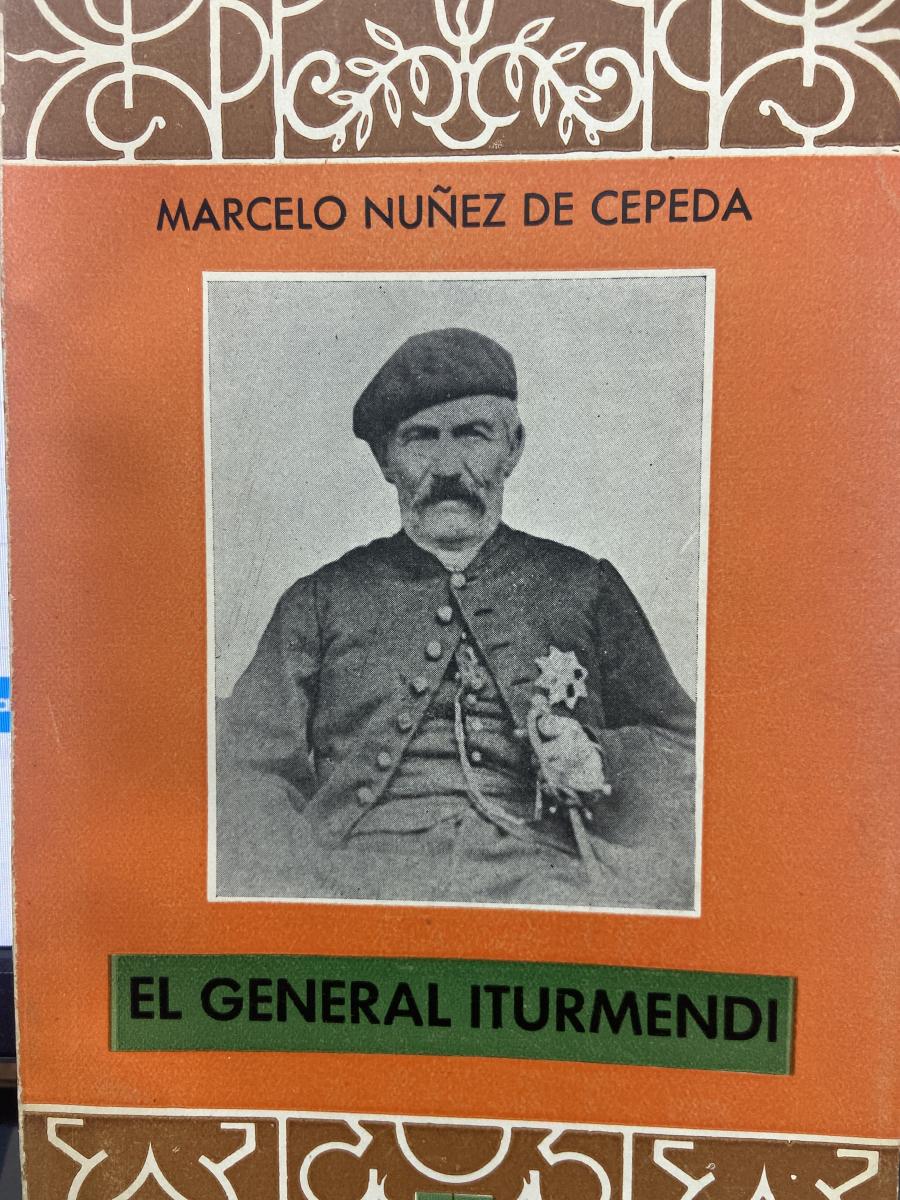 MARCELO NUÑEZ DE CEPEDA
EL GENERAL ITURMENDI